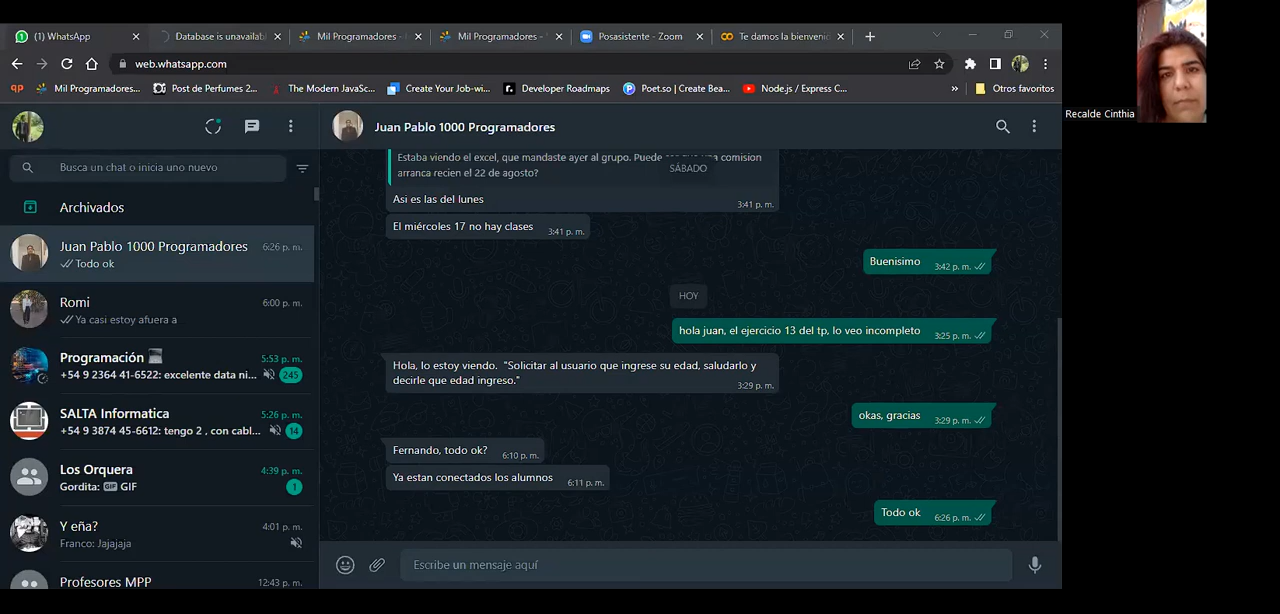 (1) WhatsApp
Database is unavailabl
Mil Programadores -
Mil Programadores -
Posasistente - Zoom
Te damos la bienveni
web.whatsapp.com
Mil Programadores...
Post de Perfumes 2...
The Modern JavaSc...
Create Your Job-wi...
Developer Roadmaps
Poet.so | Create Bea...
Node.js / Express C...
Otros favoritos
Juan Pablo 1000 Programadores
Recalde Cinthia
Busca un chat o inicia uno nuevo
Archivados
Juan Pablo 1000 Programadores 6:26 p. m.
Todo ok
Romi 6:00 p. m.
Ya casi estoy afuera a
Programación 5:53 p. m.
+54 9 2364 41-6522: excelente data ni... 245
SALTA Informatica 5:26 p. m.
+54 9 3874 45-6612: tengo 2 , con cabl... 14
Los Orquera 4:39 p. m.
Gordita: GIF GIF 1
Y eña? 4:01 p. m.
Franco: Jajajaja
Profesores MPP 12:43 p. m.
Estaba viendo el excel, que mandaste ayer al grupo. Puede comision
SÁBADO
arranca recien el 22 de agosto?
Asi es las del lunes
3:41 p. m.
El miércoles 17 no hay clases 3:41 p. m.
Buenisimo 3:42 p. m.
HOY
hola juan, el ejercicio 13 del tp, lo veo incompleto 3:25 p. m.
Hola, lo estoy viendo. "Solicitar al usuario que ingrese su edad, saludarlo y
decirle que edad ingreso."
3:29 p. m.
okas, gracias 3:29 p. m.
Fernando, todo ok? 6:10 p. m.
Ya estan conectados los alumnos 6:11 p. m.
Todo ok 6:26 p. m.
Escribe un mensaje aquí